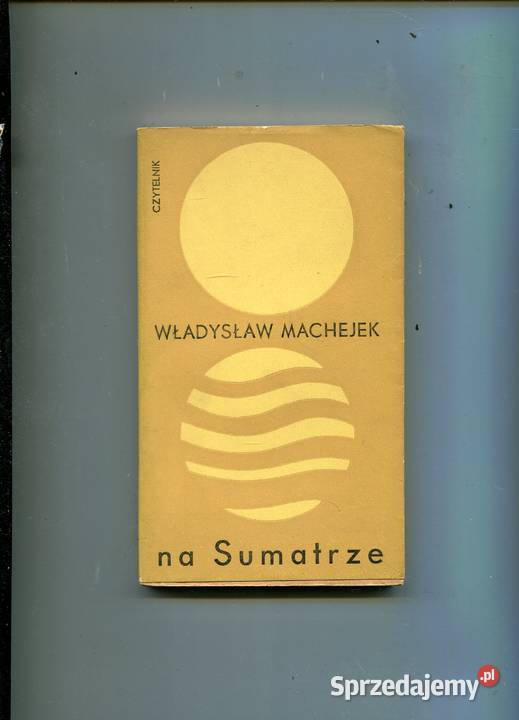 CZYTELNIK
WŁADYSŁAW MACHEJEK
na Sumatrze
Sprzedajemy.pl